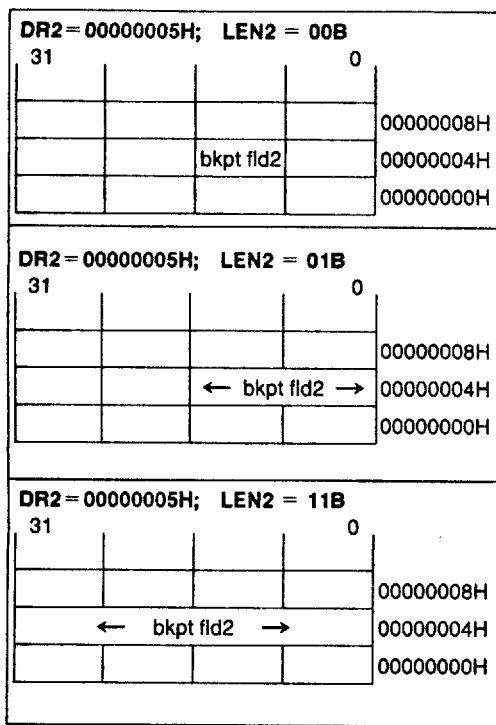 DR2=00000005H; LEN2 = 00B
31 0
00000008H
bkpt fld2 00000004H
00000000H
DR2=00000005H; LEN2 = 01B
31 0
00000008H
← bkpt fld2 → 00000004H
00000000H
DR2=00000005H; LEN2 = 11B
31 0
00000008H
← bkpt fld2 → 00000004H
00000000H